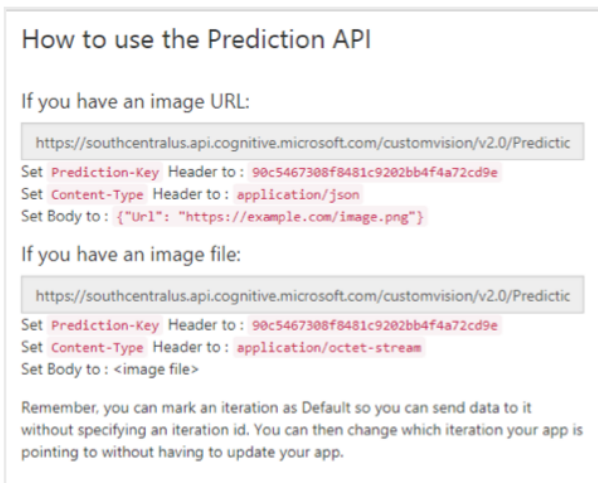 How to use the Prediction API
If you have an image URL:
https://southcentralus.api.cognitive.microsoft.com/customvision/v2.0/Predictic
Set Prediction-Key Header to : 90c5467308f8481c9202bb4f4a72cd9e
Set Content-Type Header to : application/json
Set Body to : {"Url": "https://example.com/image.png"}
If you have an image file:
https://southcentralus.api.cognitive.microsoft.com/customvision/v2.0/Predictic
Set Prediction-Key Header to : 90c5467308f8481c9202bb4f4a72cd9e
Set Content-Type Header to : application/octet-stream
Set Body to : <image file>
Remember, you can mark an iteration as Default so you can send data to it
without specifying an iteration id. You can then change which iteration your app is
pointing to without having to update your app.